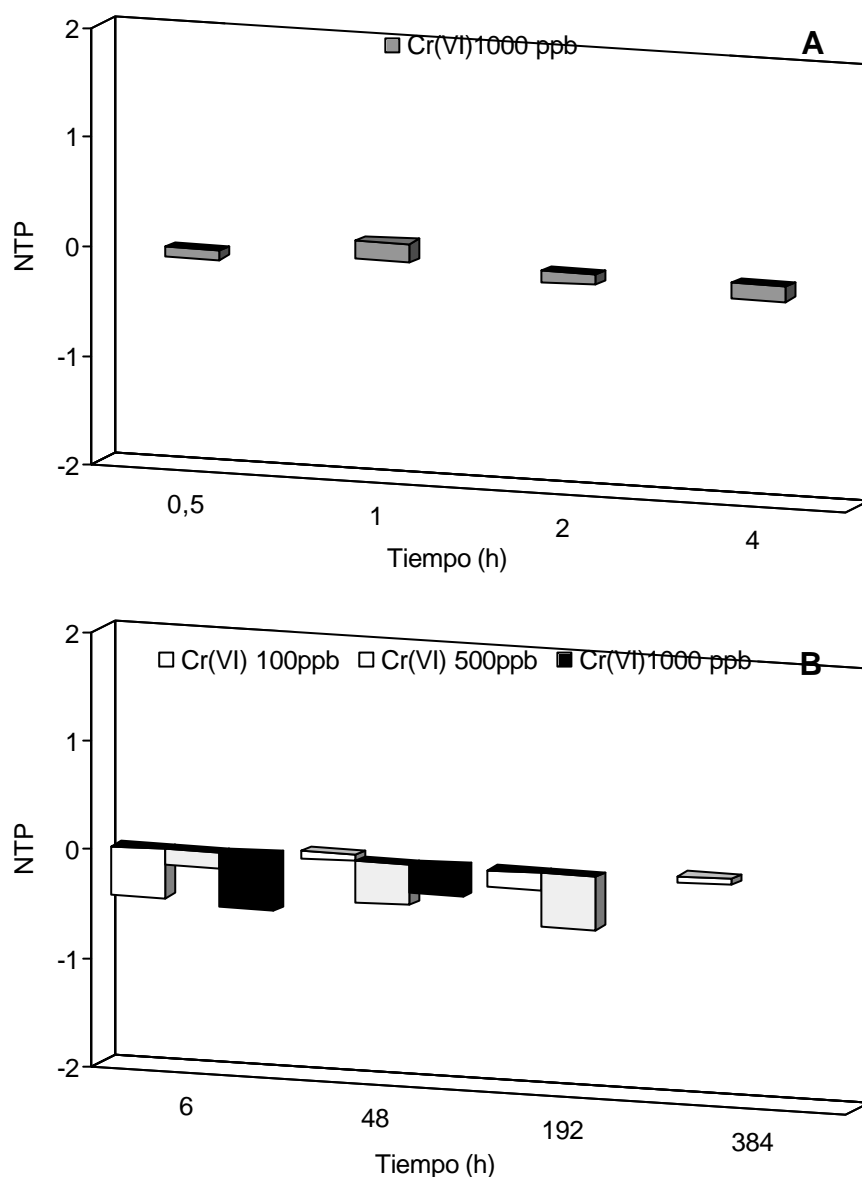 2
A
Cr(VI)1000 ppb
1
0
NTP
-1
-2
0,5
1
2
4
Tiempo (h)
2
Cr(VI) 100ppb Cr(VI) 500ppb Cr(VI)1000 ppb
B
1
0
NTP
-1
-2
6
48
192
384
Tiempo (h)